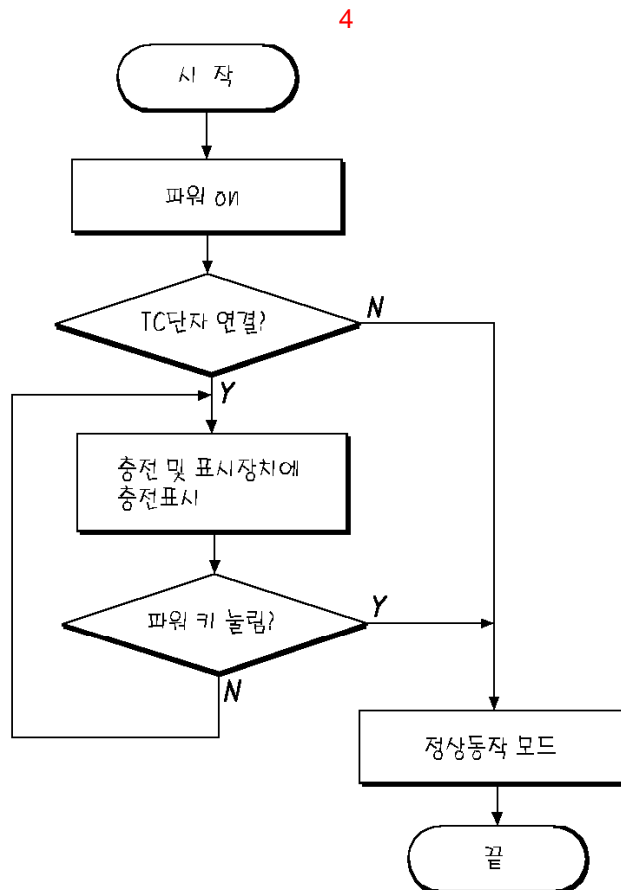 4
시 작
파워 on
TC단자 연결?
N
Y
충전 및 표시장치에
충전표시
파워 키 눌림?
Y
N
정상동작 모드
끝